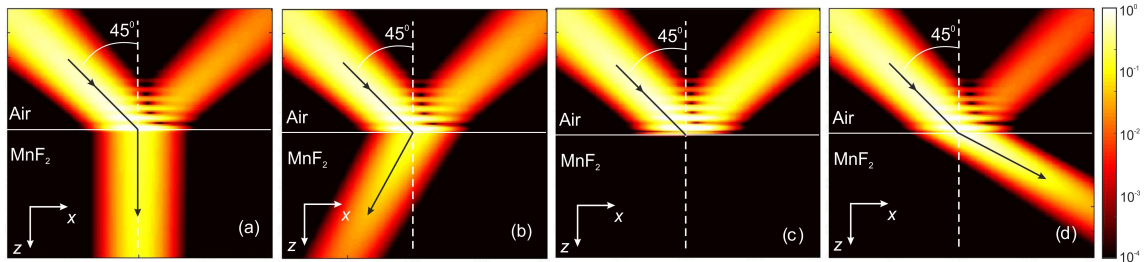 45⁰
Air
MnF₂
x
z
(a)
45⁰
Air
MnF₂
x
z
(b)
45⁰
Air
MnF₂
x
z
(c)
45⁰
Air
MnF₂
x
z
(d)
10⁰
10⁻¹
10⁻²
10⁻³
10⁻⁴